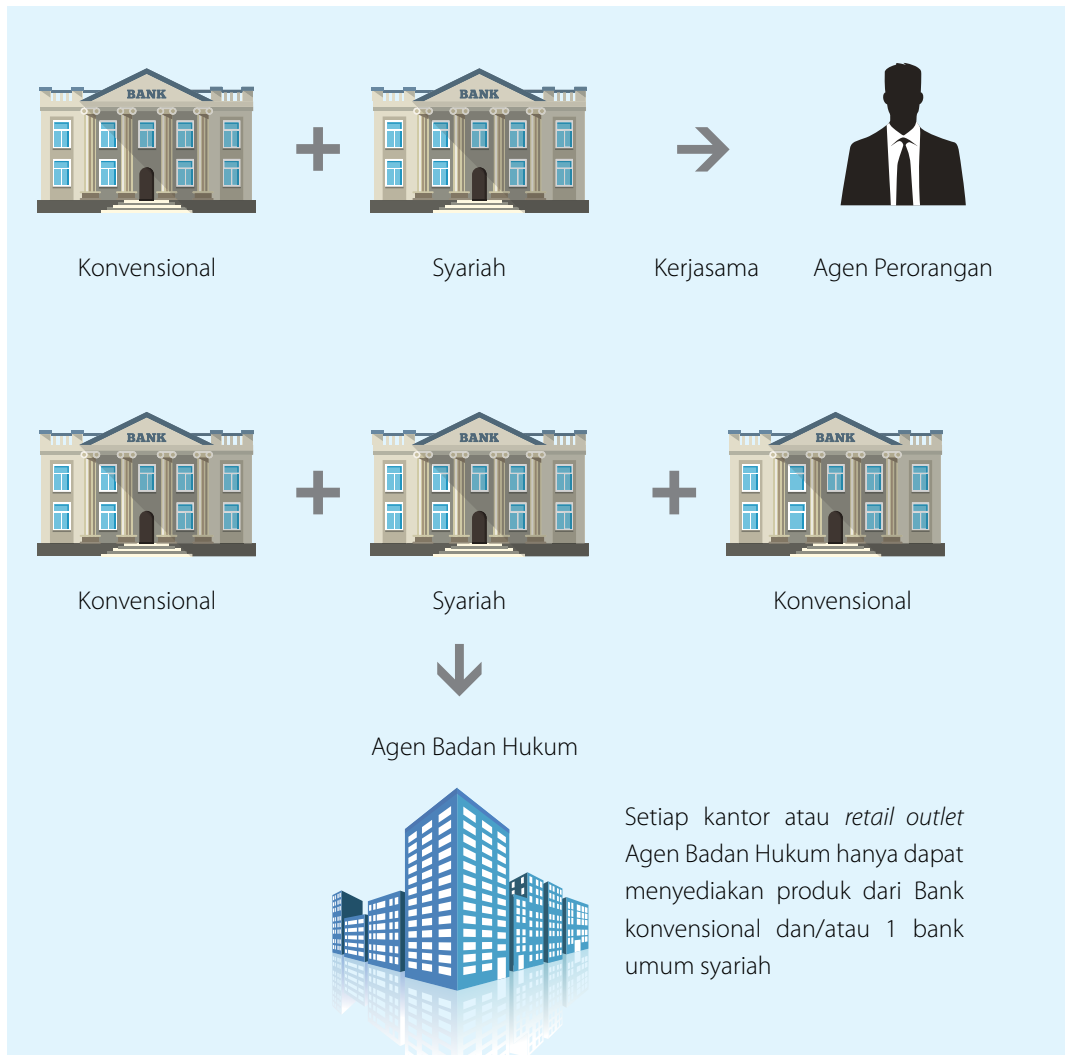 BANK BANK
Konvensional Syariah Kerjasama Agen Perorangan
BANK BANK BANK
Konvensional Syariah Konvensional
Agen Badan Hukum
Setiap kantor atau retail outlet
Agen Badan Hukum hanya dapat
menyediakan produk dari Bank
konvensional dan/atau 1 bank
umum syariah